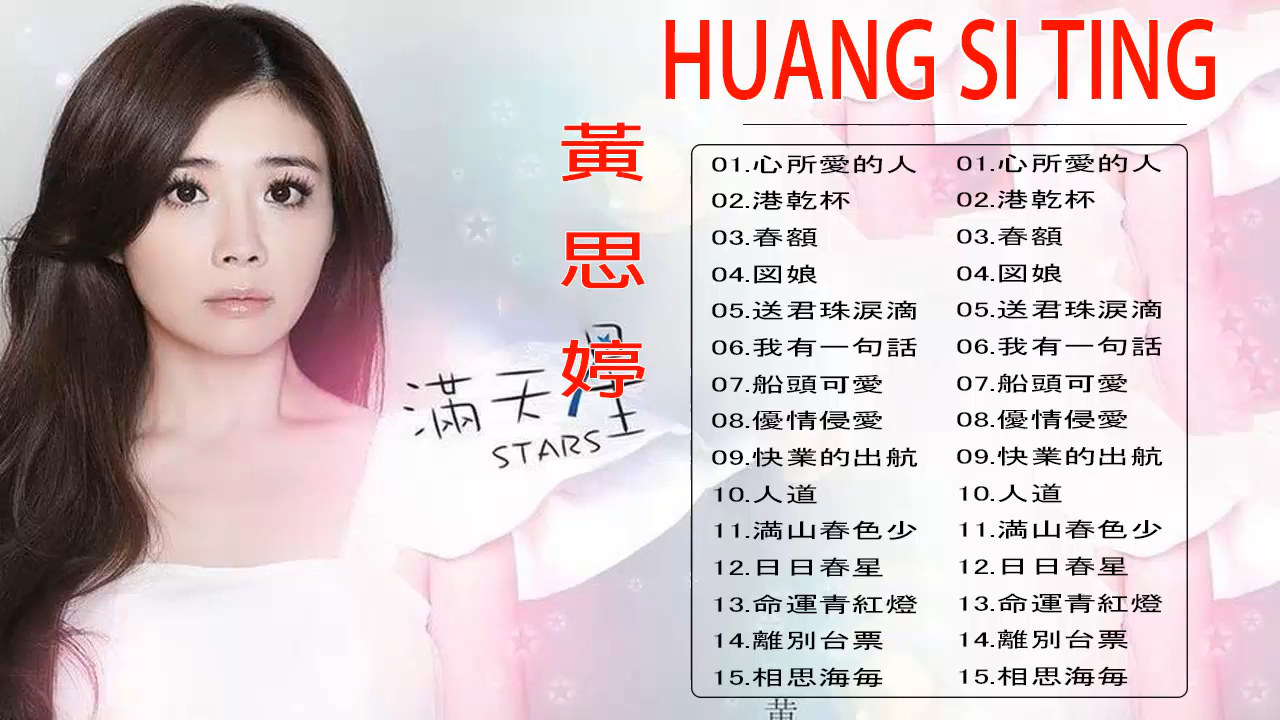 HUANG SI TING
黃思婷
滿天星
STARS
01.心所愛的人
02.港乾杯
03.春額
04.図娘
05.送君珠淚滴
06.我有一句話
07.船頭可愛
08.優情侵愛
09.快業的出航
10.人道
11.満山春色少
12.日日春星
13.命運青紅燈
14.離別台票
15.相思海毎
01.心所愛的人
02.港乾杯
03.春額
04.図娘
05.送君珠淚滴
06.我有一句話
07.船頭可愛
08.優情侵愛
09.快業的出航
10.人道
11.満山春色少
12.日日春星
13.命運青紅燈
14.離別台票
15.相思海毎
黃